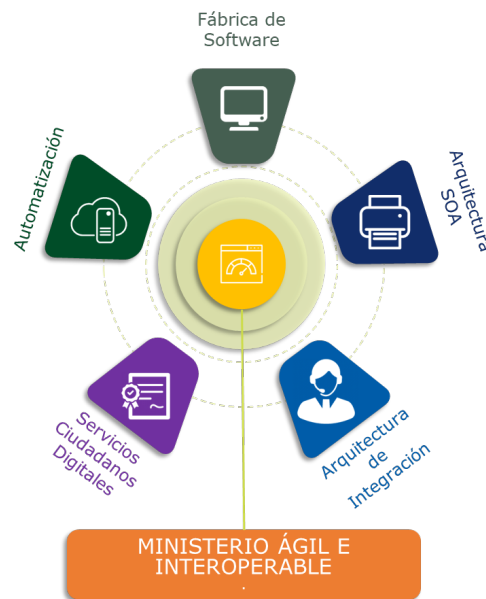 Fábrica de
Software
Automatización
Arquitectura
SOA
Servicios
Ciudadanos
Digitales
Arquitectura
de
Integración
MINISTERIO ÁGIL E
INTEROPERABLE
.